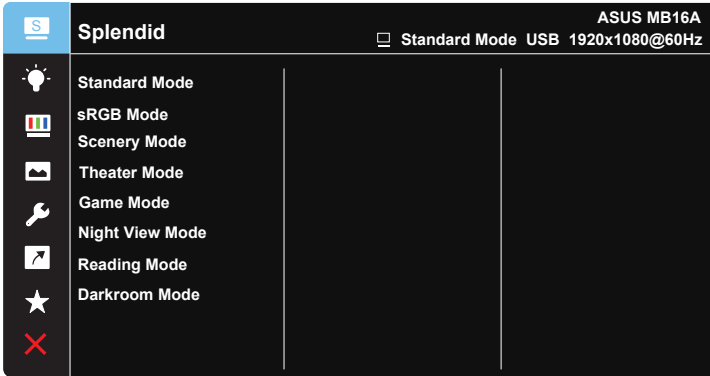 S
Splendid
ASUS MB16A
Standard Mode USB 1920x1080@60Hz
Standard Mode
sRGB Mode
Scenery Mode
Theater Mode
Game Mode
Night View Mode
Reading Mode
Darkroom Mode